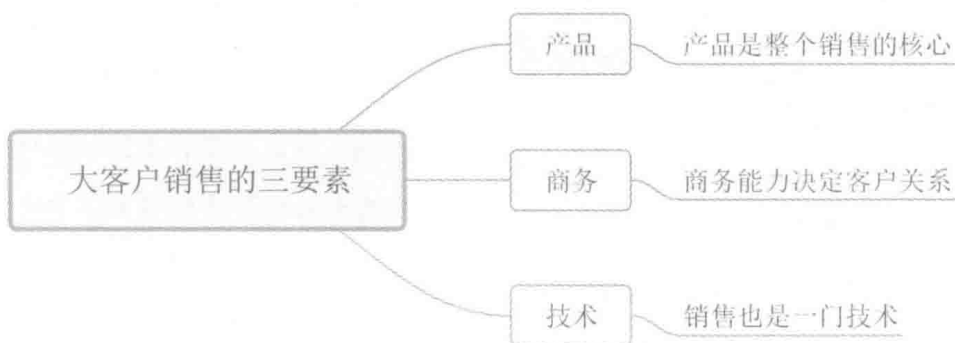 产品
产品是整个销售的核心
大客户销售的三要素
商务
商务能力决定客户关系
技术
销售也是一门技术